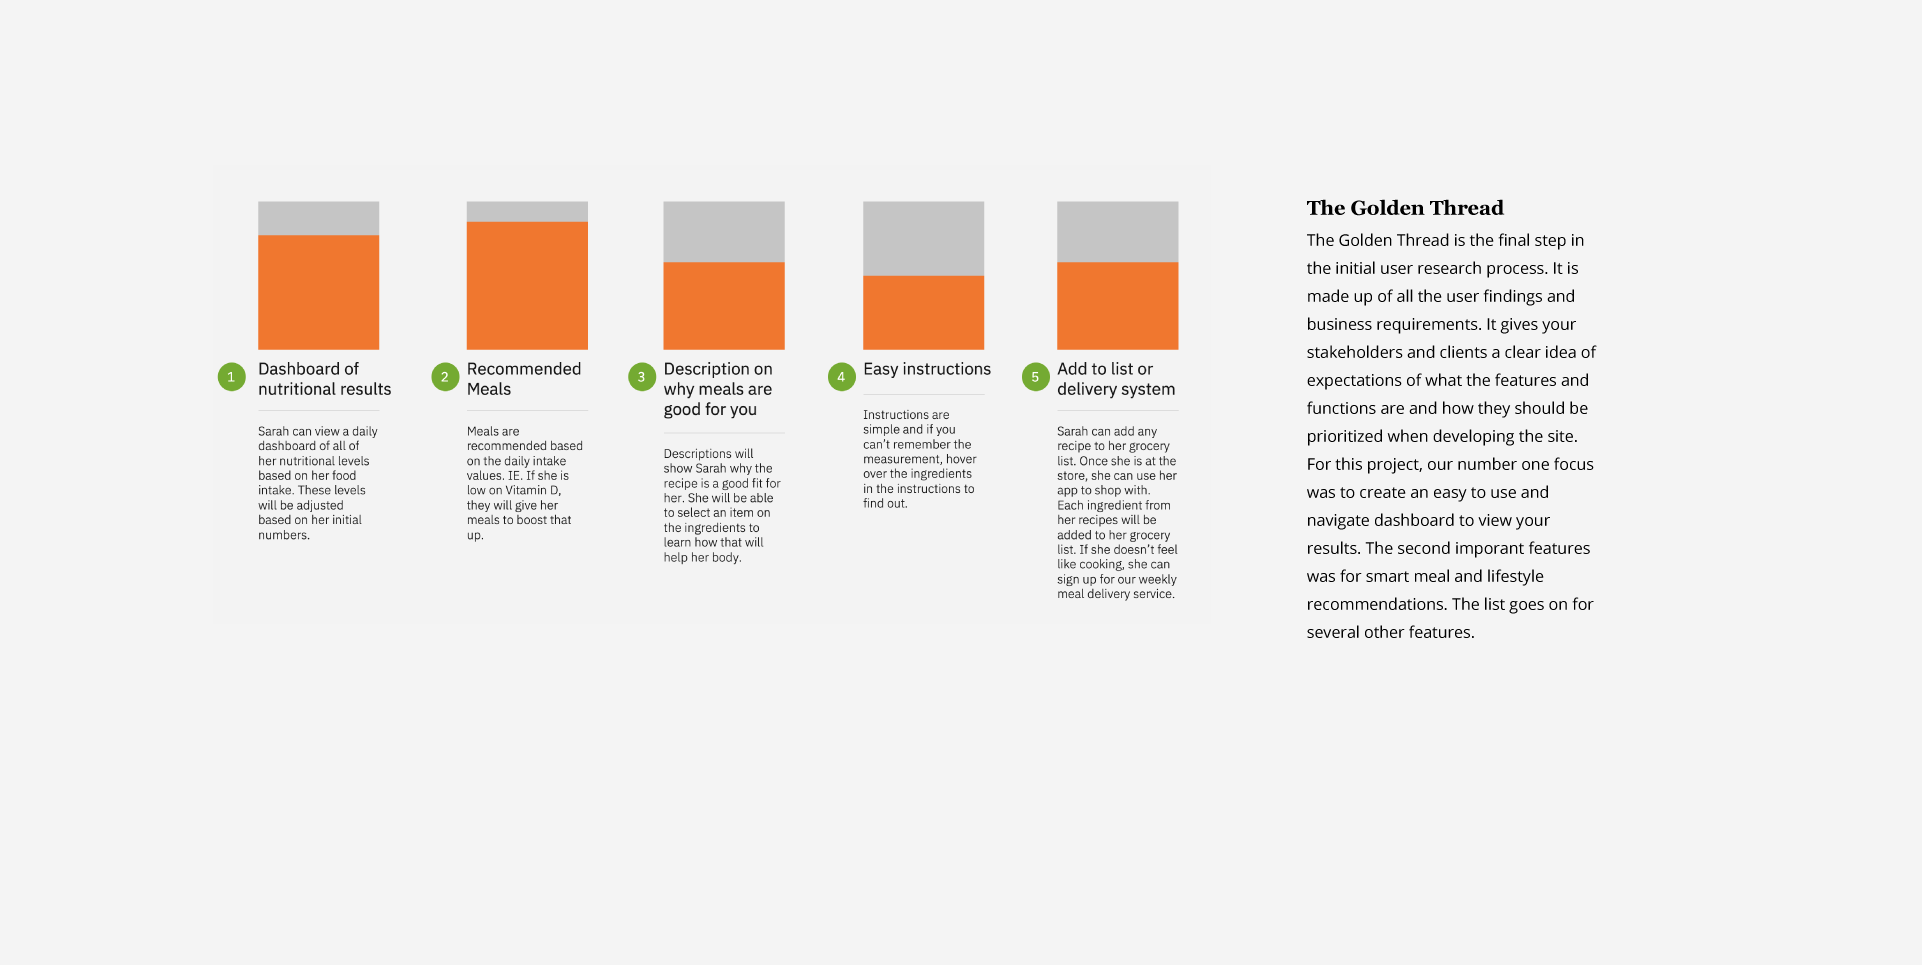 1
Dashboard of
nutritional results
Sarah can view a daily
dashboard of all of
her nutritional levels
based on her food
intake. These levels
will be adjusted
based on her initial
numbers.
2
Recommended
Meals
Meals are
recommended based
on the daily intake
values. IE. If she is
low on Vitamin D,
they will give her
meals to boost that
up.
3
Description on
why meals are
good for you
Descriptions will
show Sarah why the
recipe is a good fit for
her. She will be able
to select an item on
the ingredients to
learn how that will
help her body.
4
Easy instructions
Instructions are
simple and if you
can't remember the
measurement, hover
over the ingredients
in the instructions to
find out.
5
Add to list or
delivery system
Sarah can add any
recipe to her grocery
list. Once she is at the
store, she can use her
app to shop with.
Each ingredient from
her recipes will be
added to her grocery
list. If she doesn't feel
like cooking, she can
sign up for our weekly
meal delivery service.
The Golden Thread
The Golden Thread is the final step in
the initial user research process. It is
made up of all the user findings and
business requirements. It gives your
stakeholders and clients a clear idea of
expectations of what the features and
functions are and how they should be
prioritized when developing the site.
For this project, our number one focus
was to create an easy to use and
navigate dashboard to view your
results. The second imporant features
was for smart meal and lifestyle
recommendations. The list goes on for
several other features.